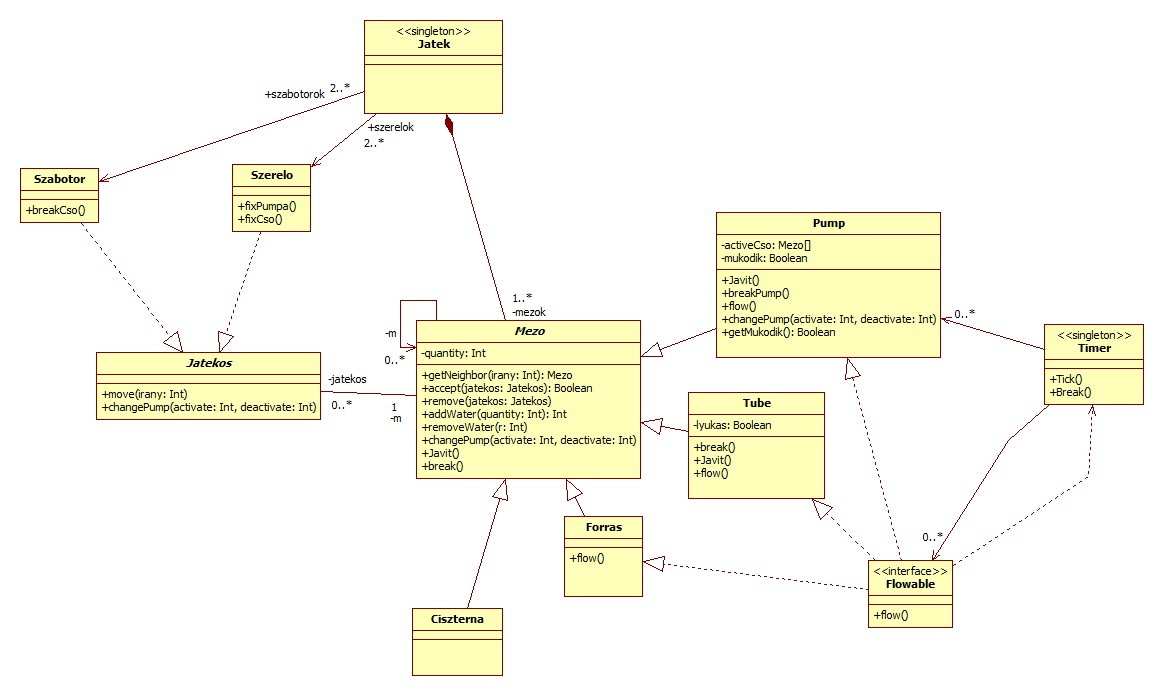 <<singleton>>
Jatek
+szabotorok
2..*
+szerelok
2..*
Szabotor
+breakCso()
Szerelo
+fixPumpa()
+fixCso()
Pump
-activeCso: Mezo[]
-mukodik: Boolean
+Javit()
+breakPump()
+flow()
+changePump(activate: Int, deactivate: Int)
+getMukodik(): Boolean
1..*
-mezok
-m
0..*
Mezo
-quantity: Int
+getNeighbor(irany: Int): Mezo
+accept(jatekos: Jatekos): Boolean
+remove(jatekos: Jatekos)
+addWater(quantity: Int): Int
+removeWater(r: Int)
+changePump(activate: Int, deactivate: Int)
+Javit()
+break()
0..*
<<singleton>>
Timer
+Tick()
+Break()
Jatekos
+move(irany: Int)
+changePump(activate: Int, deactivate: Int)
-jatekos
0..*
1
-m
Tube
-lyukas: Boolean
+break()
+Javit()
+flow()
Forras
+flow()
0..*
<<interface>>
Flowable
+flow()
Ciszterna